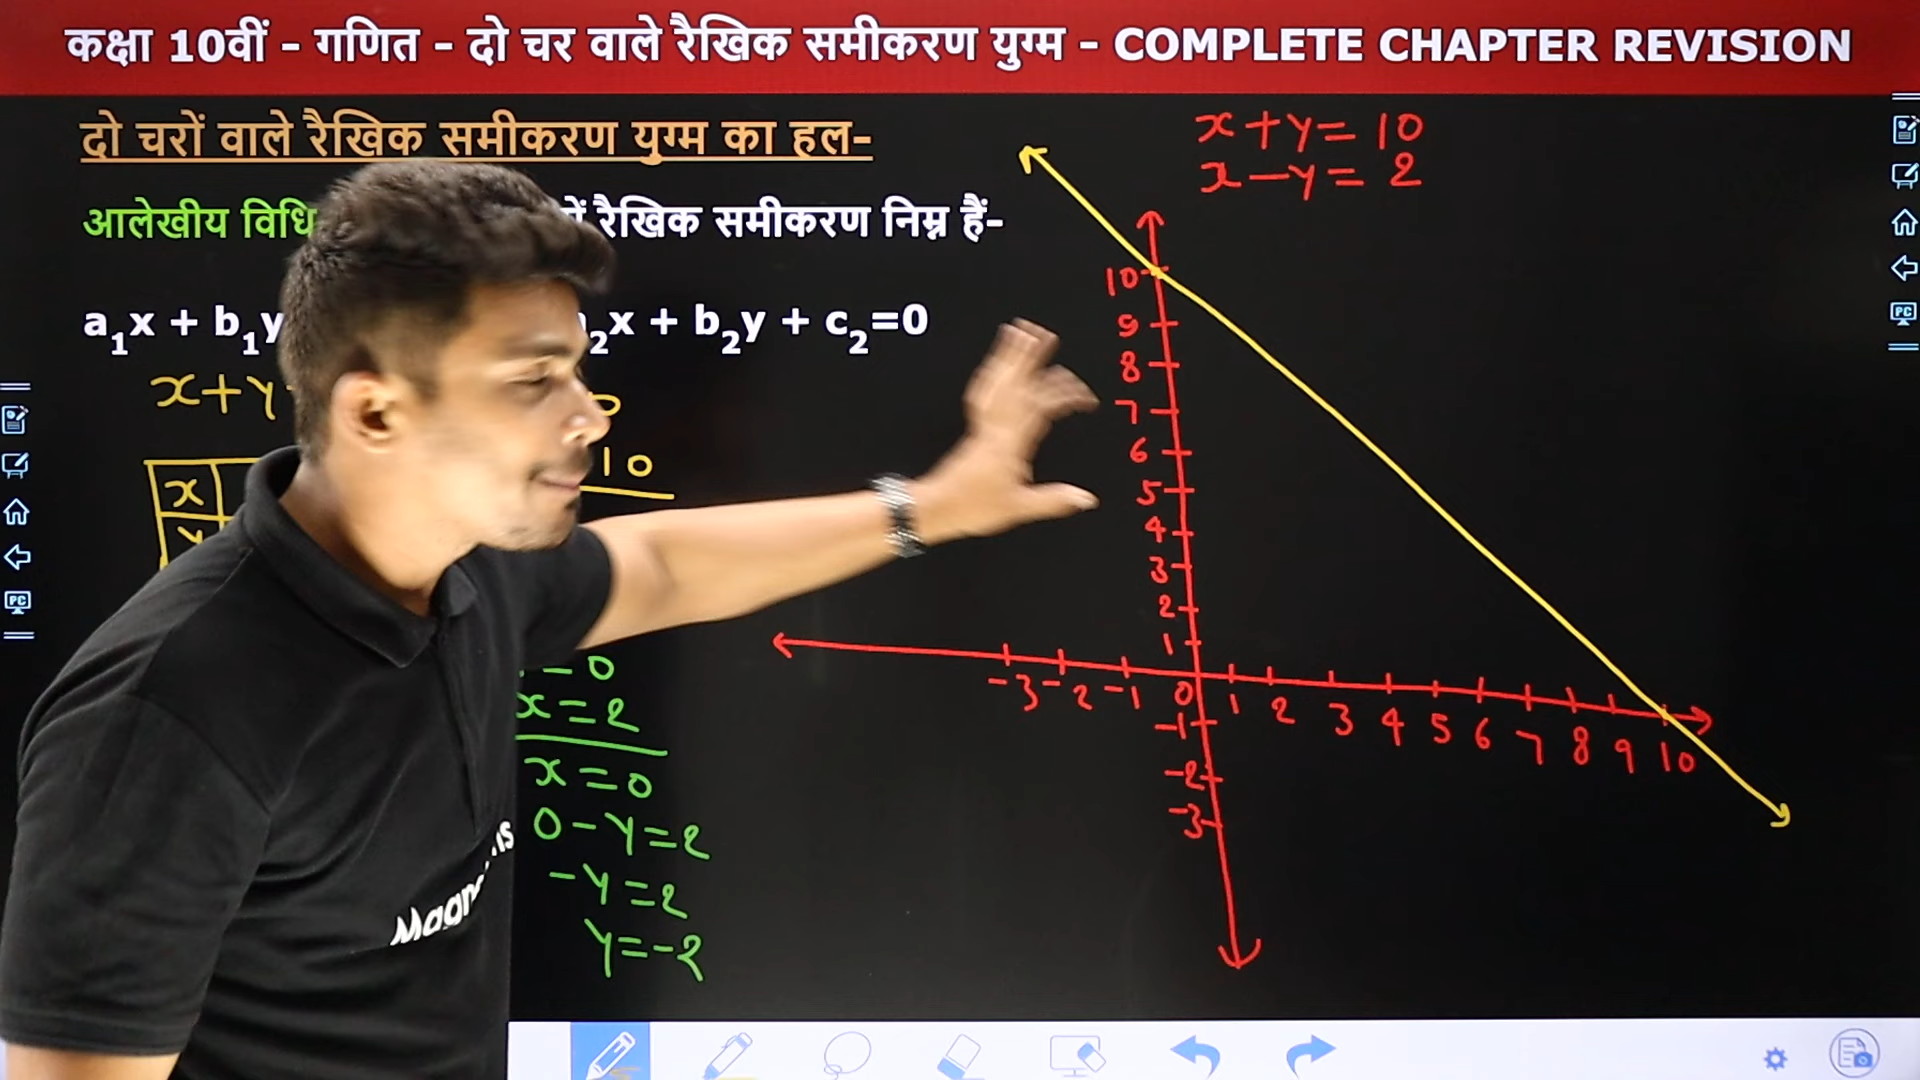 कक्षा 10वीं - गणित - दो चर वाले रैखिक समीकरण युग्म - COMPLETE CHAPTER REVISION
दो चरों वाले रैखिक समीकरण युग्म का हल-
आलेखीय विधि रैखिक समीकरण निम्न हैं-
a₁x + b₁y x + b₂y + c₂=0
x+y
10
x
y
x=2
x=0
0-y=2
-y=2
y=-2
x+y=10
x-y=2
10
9
8
7
6
5
4
3
2
1
-3 -2 -1 0 1 2 3 4 5 6 7 8 9 10
-1
-2
-3
PC
PC